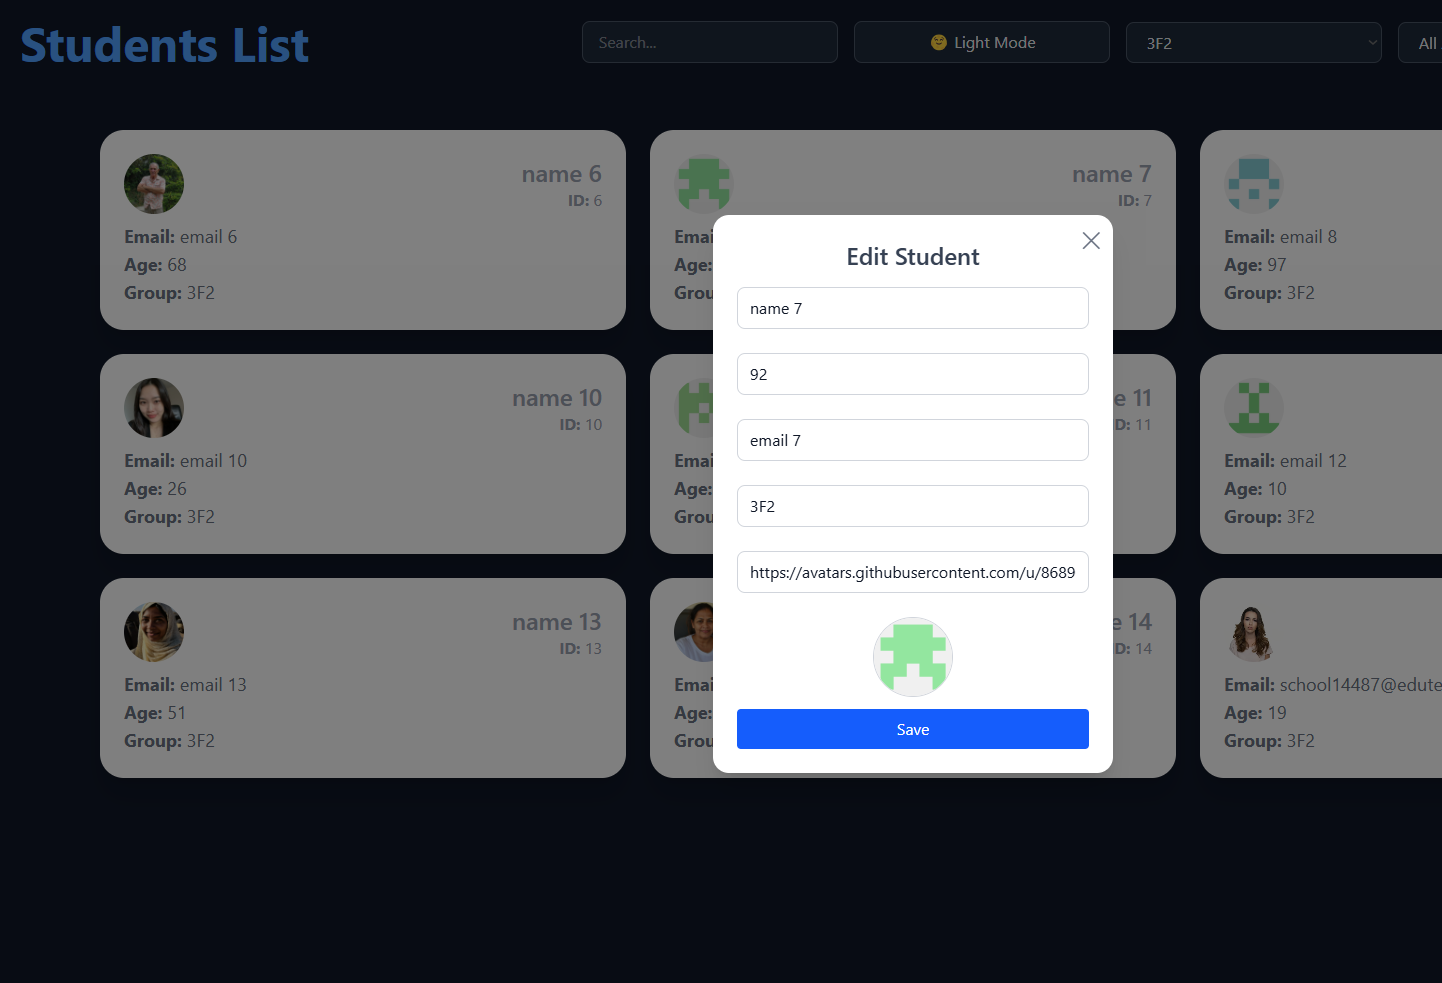 Students List
Search...
Light Mode
3F2
All
name 6
ID: 6
Email: email 6
Age: 68
Group: 3F2
name 7
ID: 7
Emai
Age:
Grou
Email: email 8
Age: 97
Group: 3F2
name 10
ID: 10
Email: email 10
Age: 26
Group: 3F2
e 11
D: 11
Emai
Age:
Grou
Email: email 12
Age: 10
Group: 3F2
name 13
ID: 13
Email: email 13
Age: 51
Group: 3F2
e 14
D: 14
Emai
Age:
Grou
Email: school14487@edute
Age: 19
Group: 3F2
Edit Student
name 7
92
email 7
3F2
https://avatars.githubusercontent.com/u/8689
Save